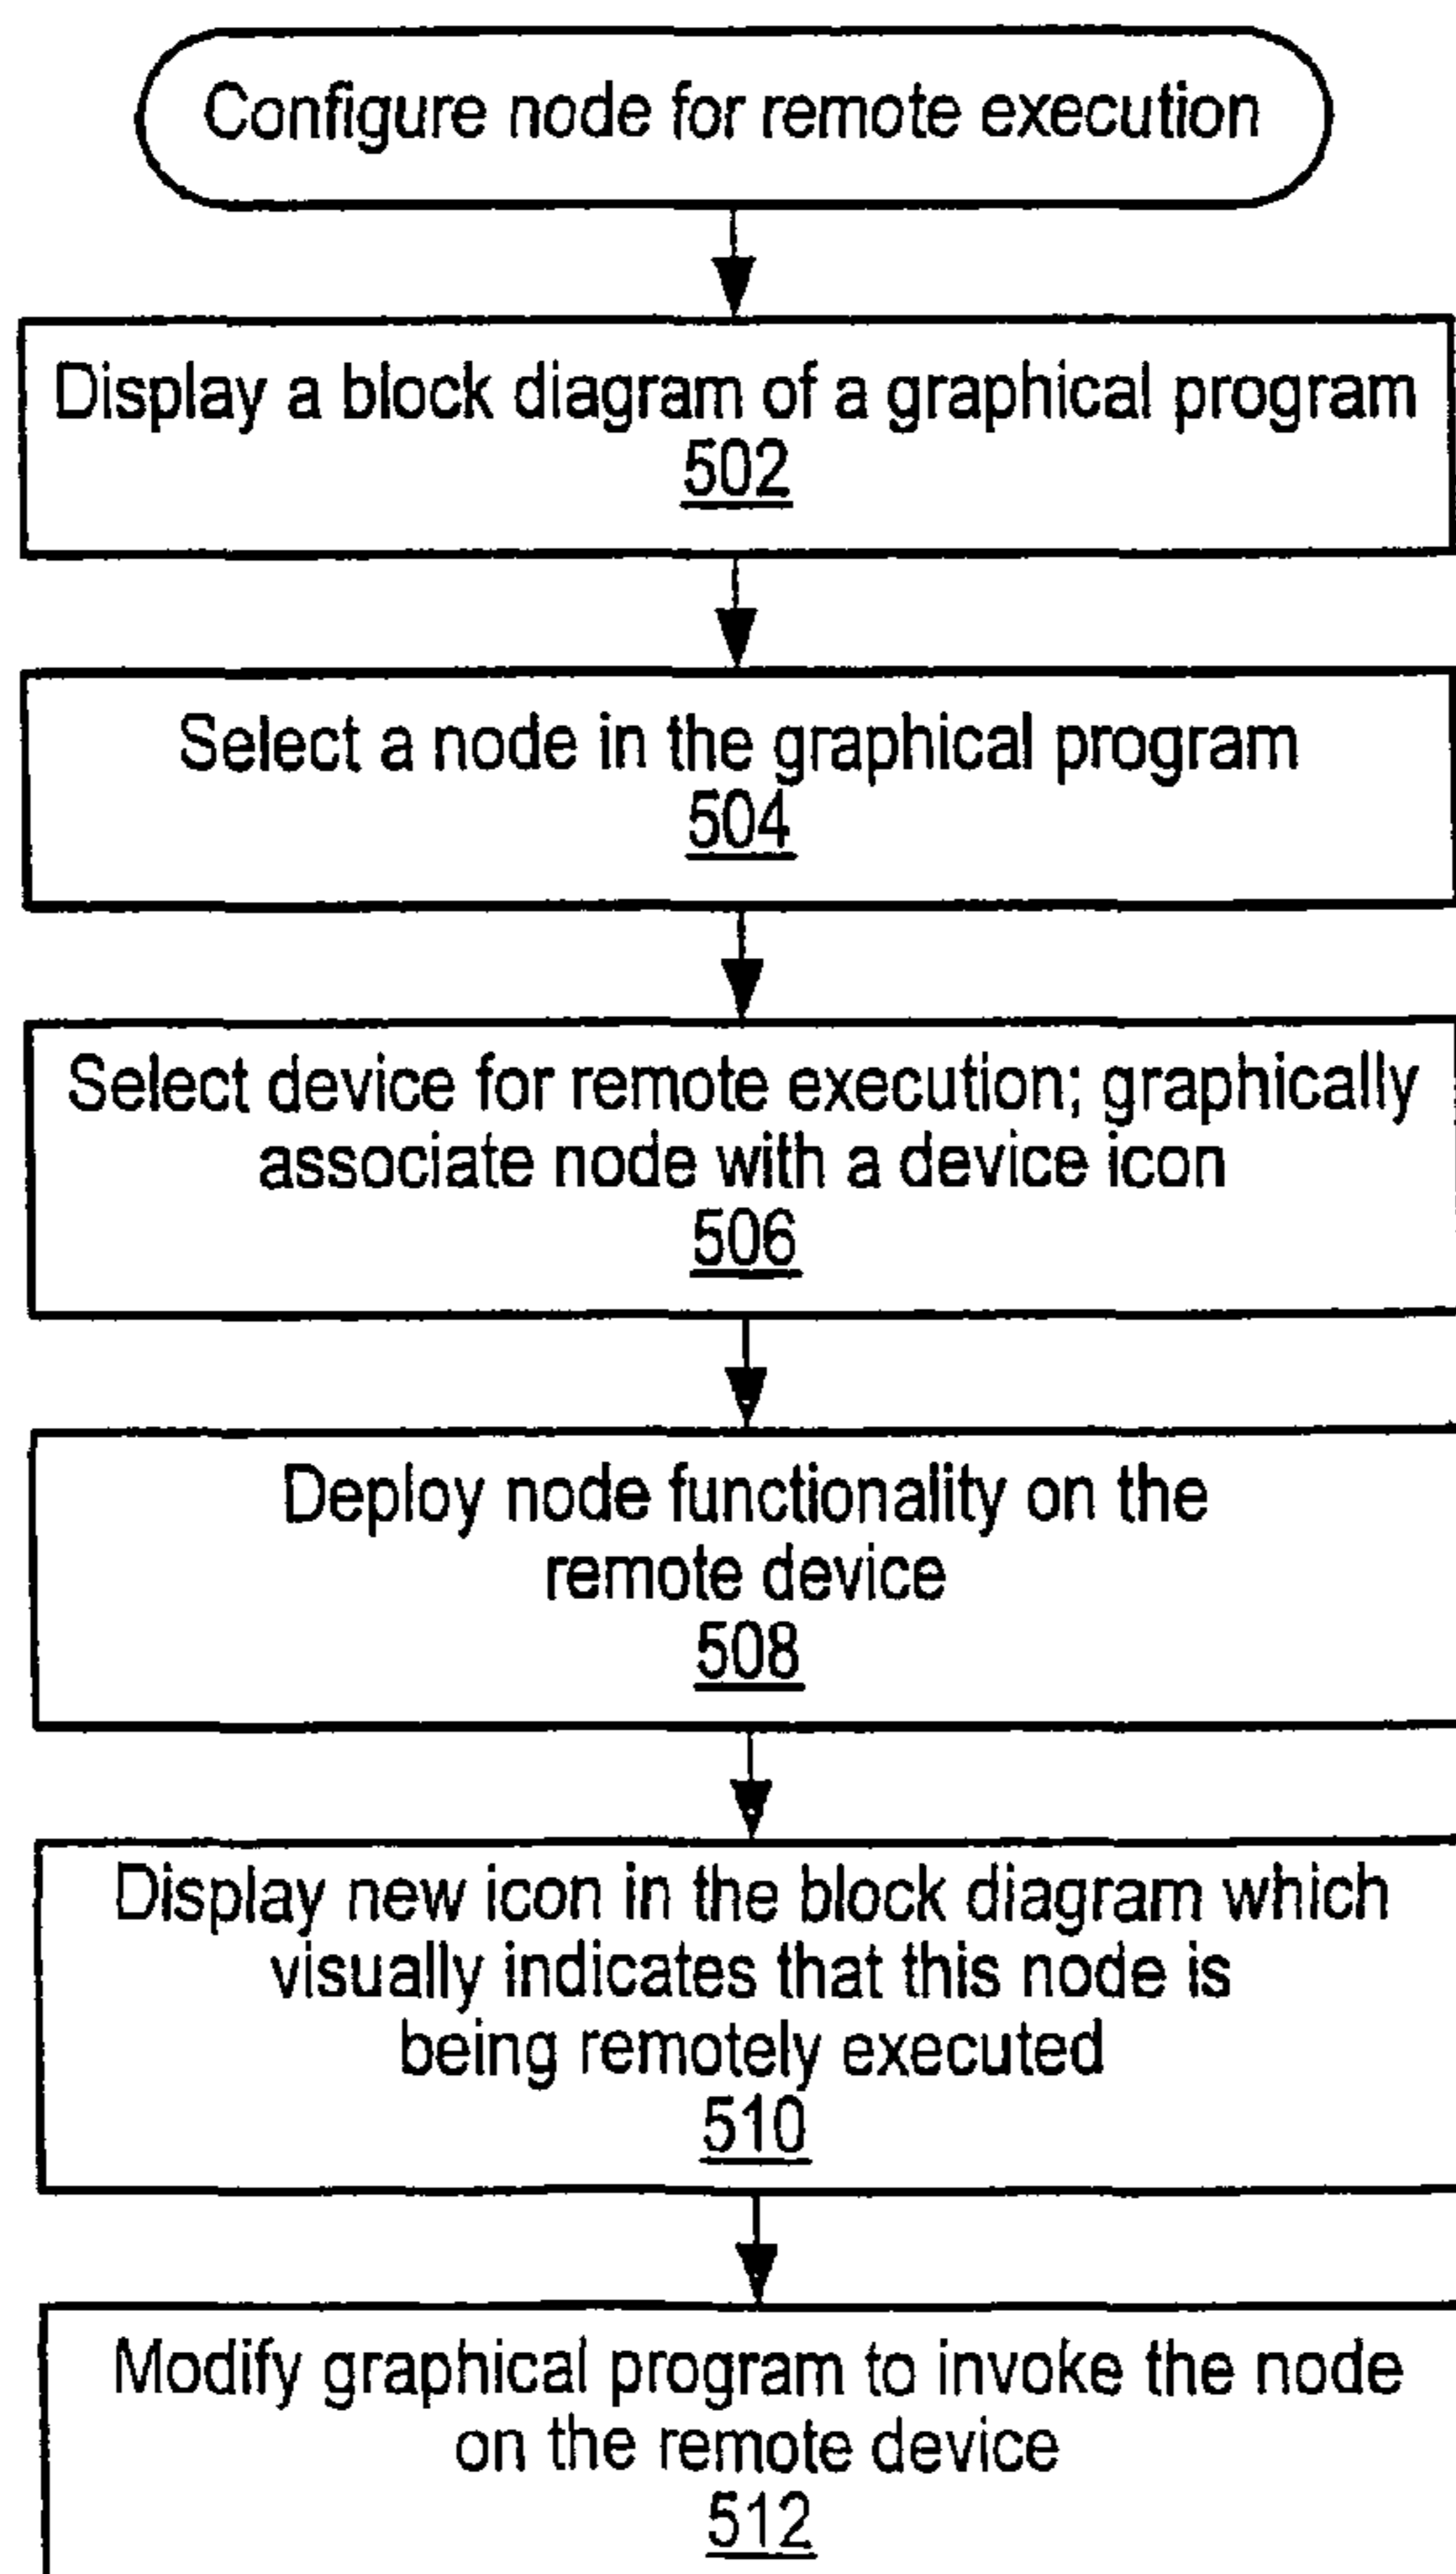 Configure node for remote execution
Display a block diagram of a graphical program
502
Select a node in the graphical program
504
Select device for remote execution; graphically
associate node with a device icon
506
Deploy node functionality on the
remote device
508
Display new icon in the block diagram which
visually indicates that this node is
being remotely executed
510
Modify graphical program to invoke the node
on the remote device
512